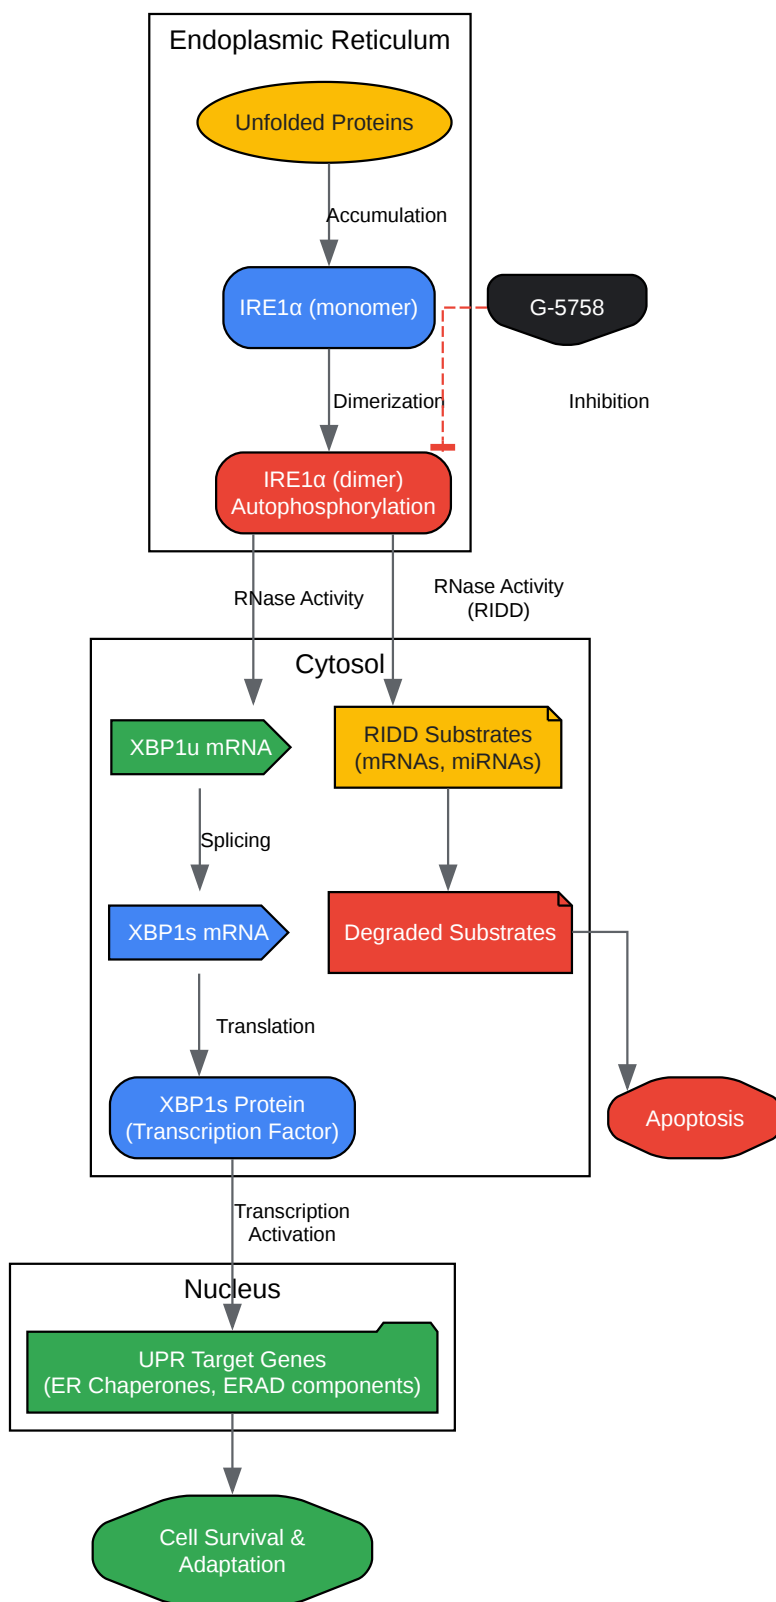 Endoplasmic Reticulum
Unfolded Proteins
Accumulation
IRE1α (monomer)
G-5758
Dimerization
Inhibition
IRE1α (dimer)
Autophosphorylation
RNase Activity
RNase Activity
(RIDD)
Cytosol
XBP1u mRNA
RIDD Substrates
(mRNAs, miRNAs)
Splicing
XBP1s mRNA
Degraded Substrates
Translation
XBP1s Protein
(Transcription Factor)
Apoptosis
Transcription
Activation
Nucleus
UPR Target Genes
(ER Chaperones, ERAD components)
Cell Survival &
Adaptation